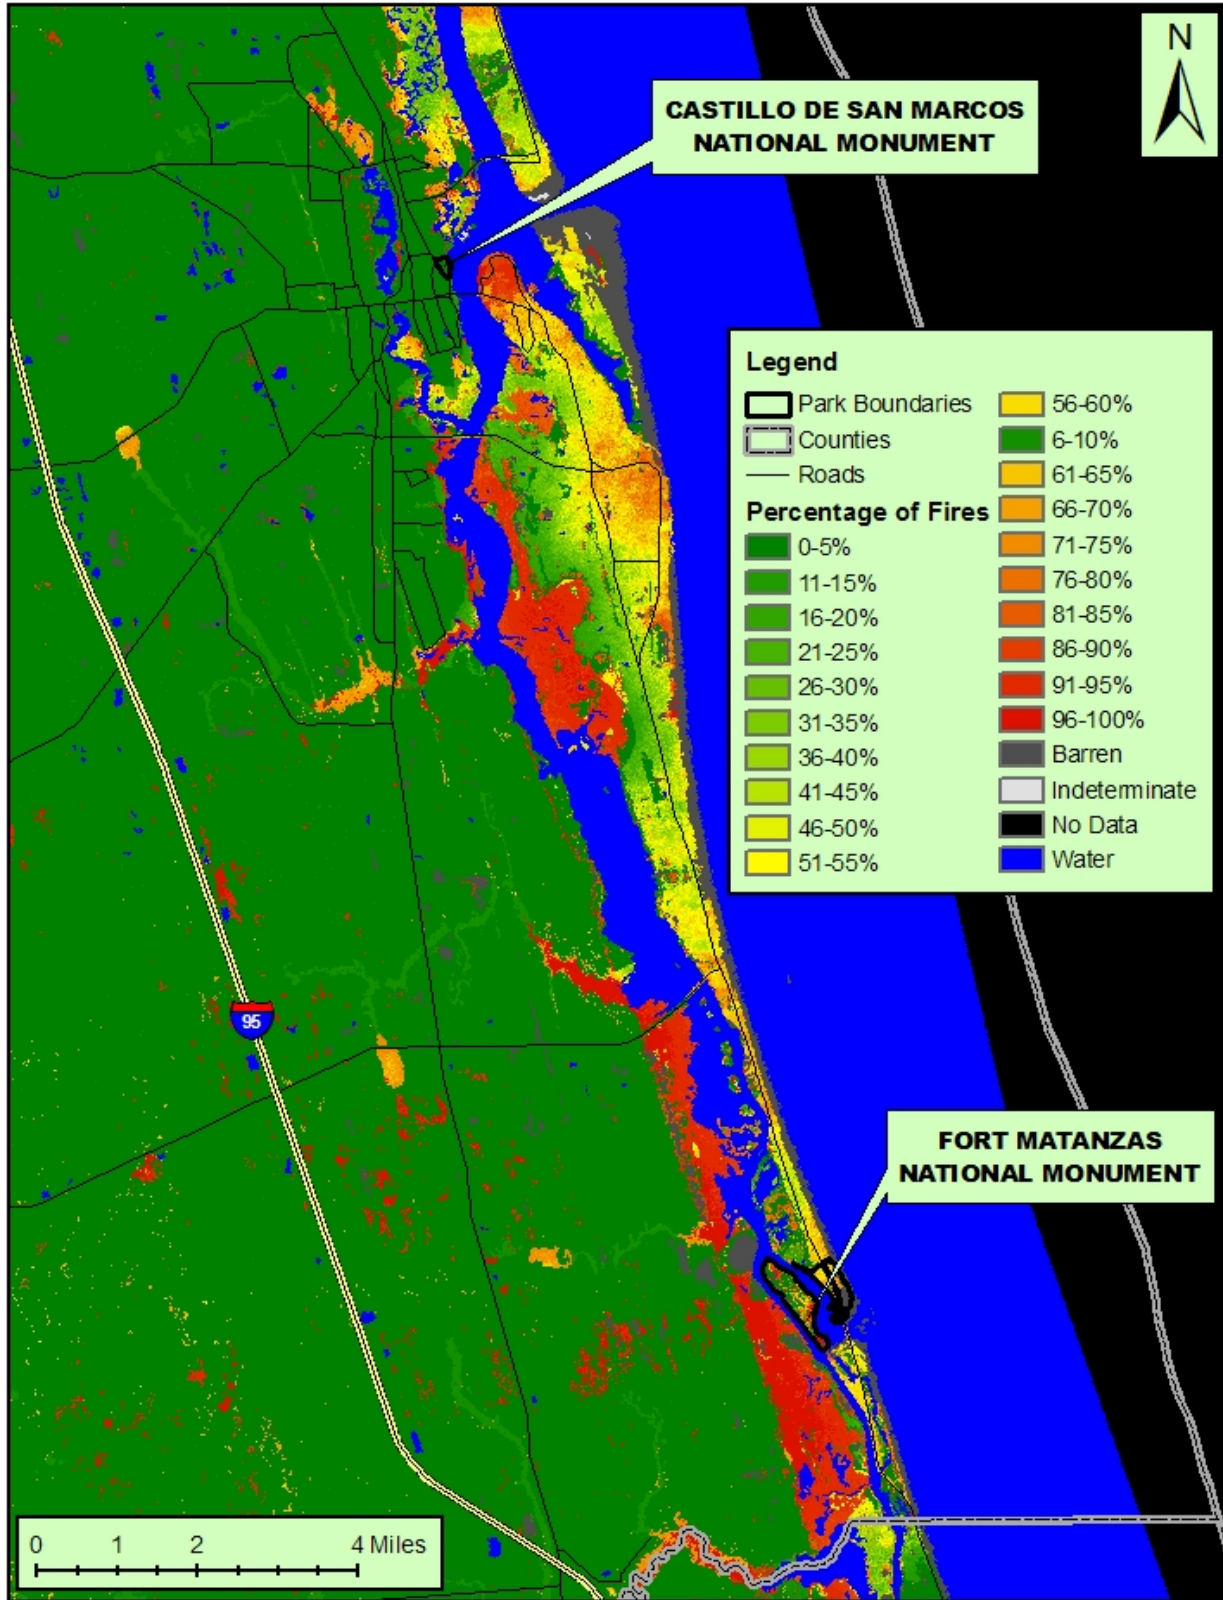 N
CASTILLO DE SAN MARCOS
NATIONAL MONUMENT
Legend
Park Boundaries
Counties
Roads
Percentage of Fires
0-5%
11-15%
16-20%
21-25%
26-30%
31-35%
36-40%
41-45%
46-50%
51-55%
56-60%
6-10%
61-65%
66-70%
71-75%
76-80%
81-85%
86-90%
91-95%
96-100%
Barren
Indeterminate
No Data
Water
95
FORT MATANZAS
NATIONAL MONUMENT
0 1 2 4 Miles